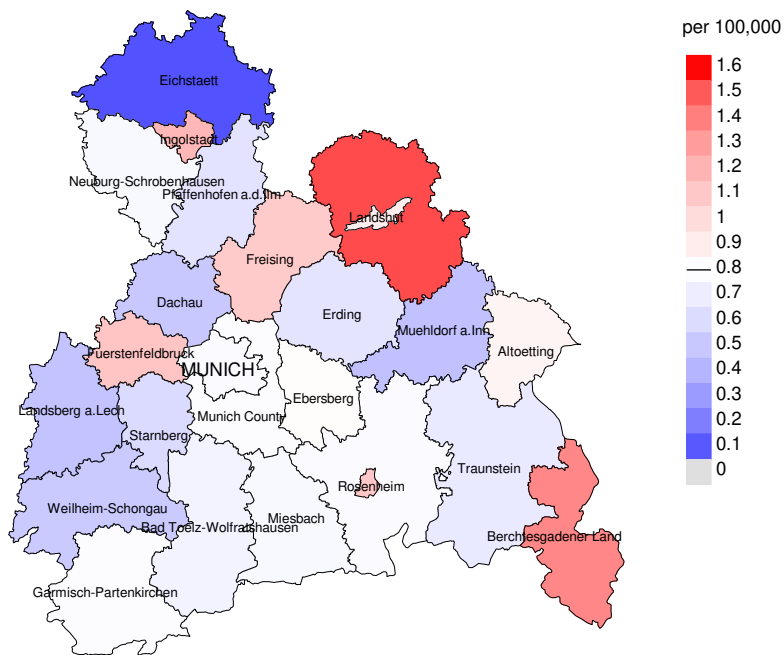 per 100,000
1.6
1.5
1.4
1.3
1.2
1.1
1
0.9
0.8
0.7
0.6
0.5
0.4
0.3
0.2
0.1
0
Eichstaett
Ingolstadt
Neuburg-Schrobenhausen
Pfaffenhofen a.d.Ilm
Landshut
Freising
Dachau
Erding
Muehldorf a.Inn
Altoetting
Fuerstenfeldbruck
MUNICH
Ebersberg
Landsberg a.Lech
Munich County
Starnberg
Traunstein
Rosenheim
Weilheim-Schongau
Miesbach
Bad Toelz-Wolfratshausen
Berchtesgadener Land
Garmisch-Partenkirchen